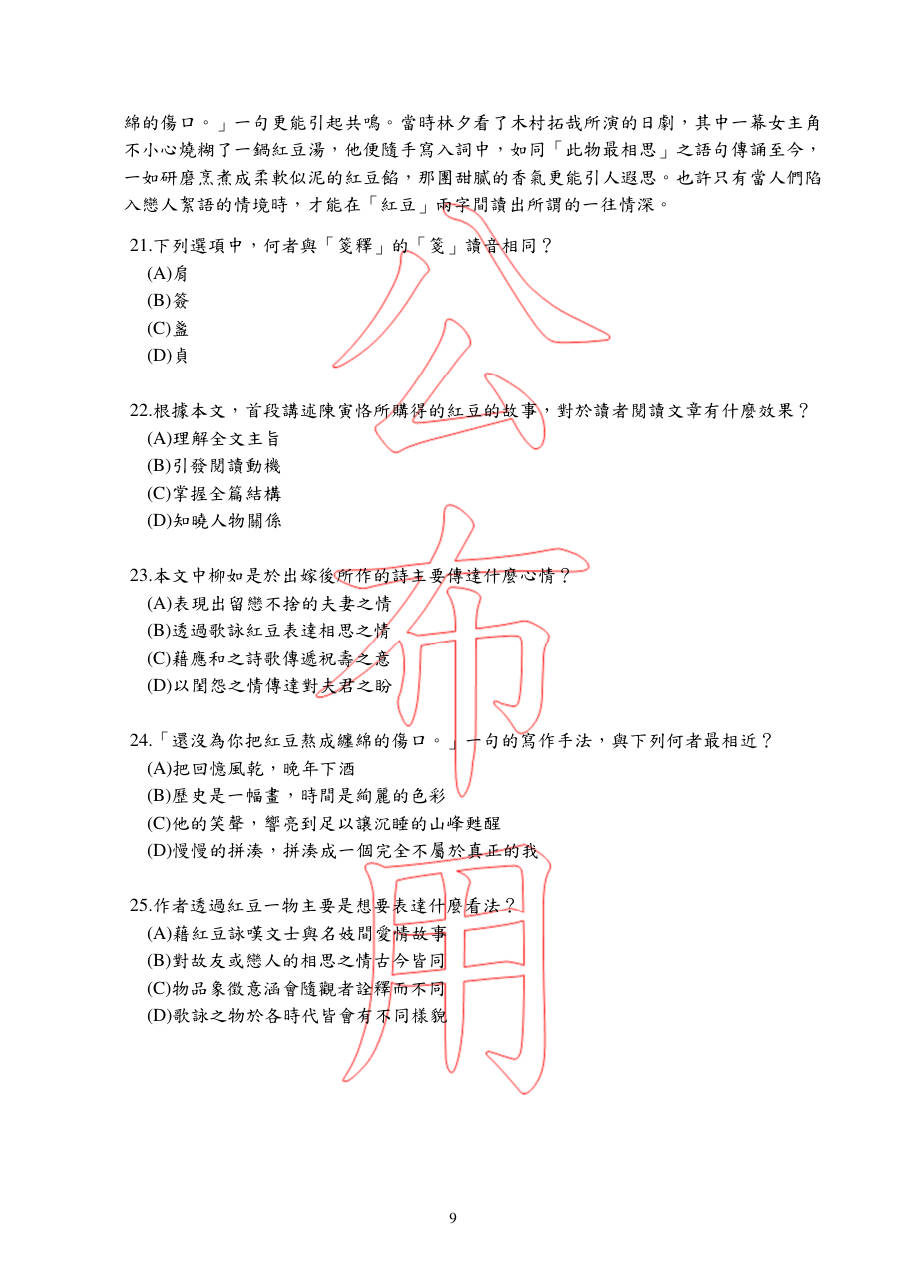 綿的傷口。」一句更能引起共鳴。當時林夕看了木村拓哉所演的日劇，其中一幕女主角
不小心燒糊了一鍋紅豆湯，他便隨手寫入詞中，如同「此物最相思」之語句傳誦至今，
一如研磨烹煮成柔軟似泥的紅豆餡，那團甜膩的香氣更能引人遐思。也許只有當人們陷
入戀人絮語的情境時，才能在「紅豆」兩字間讀出所謂的一往情深。
21.下列選項中，何者與「箋釋」的「箋」讀音相同？
(A)肩
(B)簽
(C)盞
(D)貞
22.根據本文，首段講述陳寅恪所購得的紅豆的故事，對於讀者閱讀文章有什麼效果？
(A)理解全文主旨
(B)引發閱讀動機
(C)掌握全篇結構
(D)知曉人物關係
23.本文中柳如是於出嫁後所作的詩主要傳達什麼心情？
(A)表現出留戀不捨的夫妻之情
(B)透過歌詠紅豆表達相思之情
(C)藉應和之詩歌傳遞祝壽之意
(D)以閨怨之情傳達對夫君之盼
24.「還沒為你把紅豆熬成纏綿的傷口。」一句的寫作手法，與下列何者最相近？
(A)把回憶風乾，晚年下酒
(B)歷史是一幅畫，時間是絢麗的色彩
(C)他的笑聲，響亮到足以讓沉睡的山峰甦醒
(D)慢慢的拼湊，拼湊成一個完全不屬於真正的我
25.作者透過紅豆一物主要是想要表達什麼看法？
(A)藉紅豆詠嘆文士與名妓間愛情故事
(B)對故友或戀人的相思之情古今皆同
(C)物品象徵意涵會隨觀者詮釋而不同
(D)歌詠之物於各時代皆會有不同樣貌
公布用
9